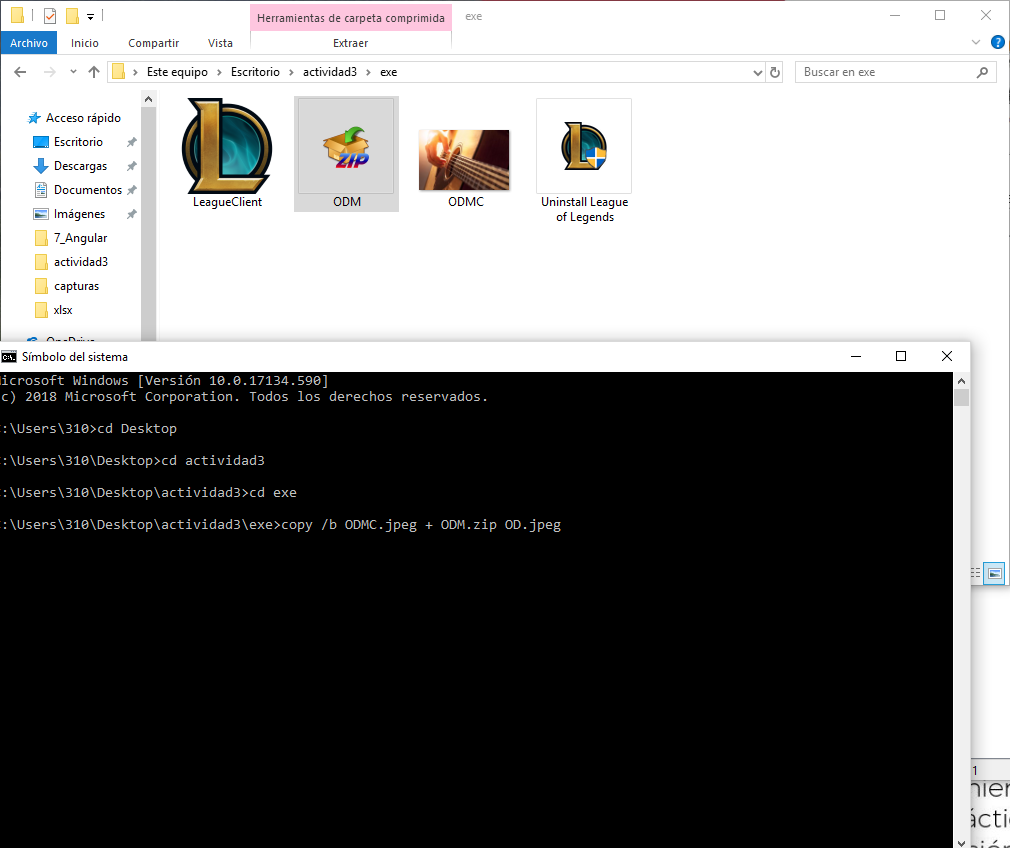 Herramientas de carpeta comprimida
exe
Archivo
Inicio
Compartir
Vista
Extraer
Este equipo
Escritorio
actividad3
exe
Buscar en exe
Acceso rápido
Escritorio
Descargas
Documentos
Imágenes
7_Angular
actividad3
capturas
xlsx
LeagueClient
ZIP
ODM
ODMC
Uninstall League
of Legends
Símbolo del sistema
icrosoft Windows [Versión 10.0.17134.590]
c) 2018 Microsoft Corporation. Todos los derechos reservados.
:\Users\310>cd Desktop
:\Users\310\Desktop>cd actividad3
:\Users\310\Desktop\actividad3>cd exe
:\Users\310\Desktop\actividad3\exe>copy /b ODMC.jpeg + ODM.zip OD.jpeg
1